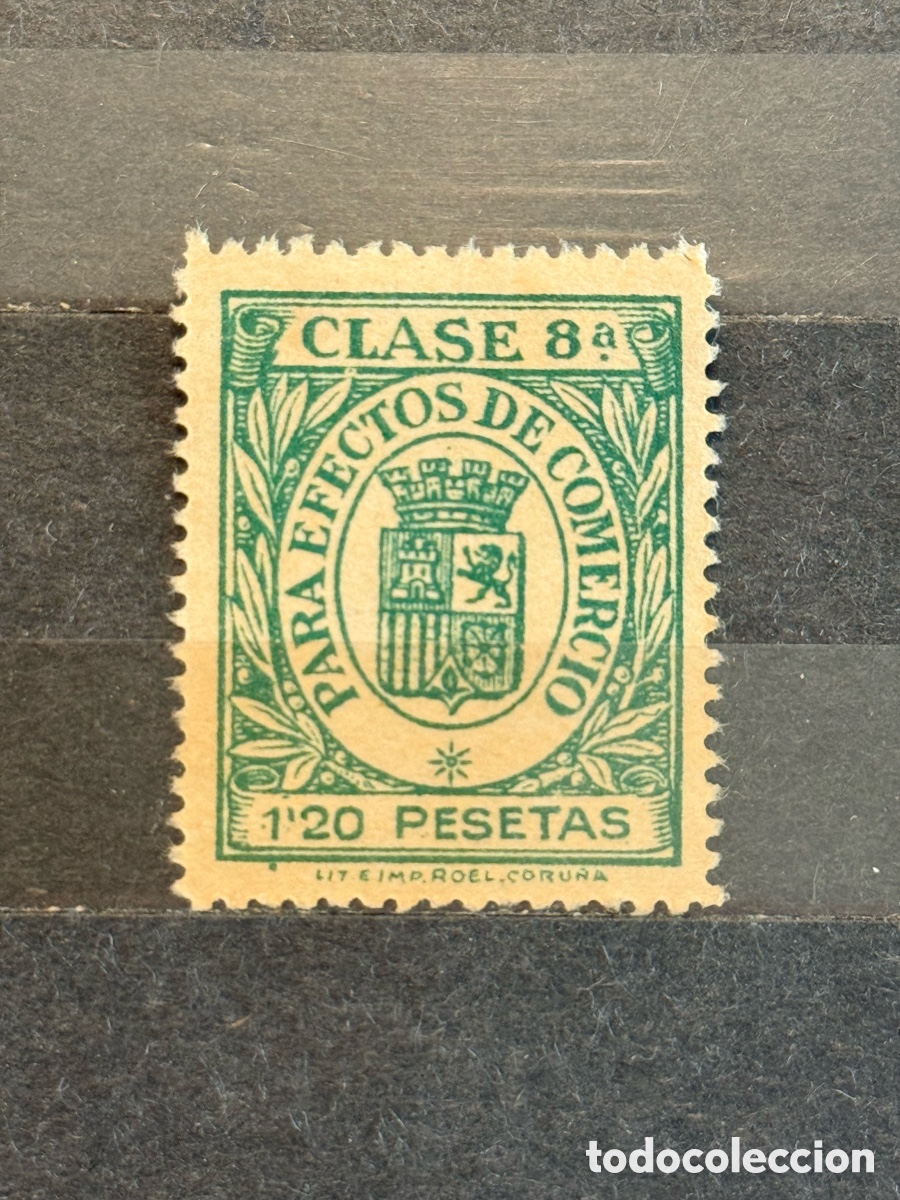 CLASE 8ª
PARA EFECTOS DE COMERCIO
1'20 PESETAS
LIT. E IMP. ROEL. CORUÑA
todocoleccion